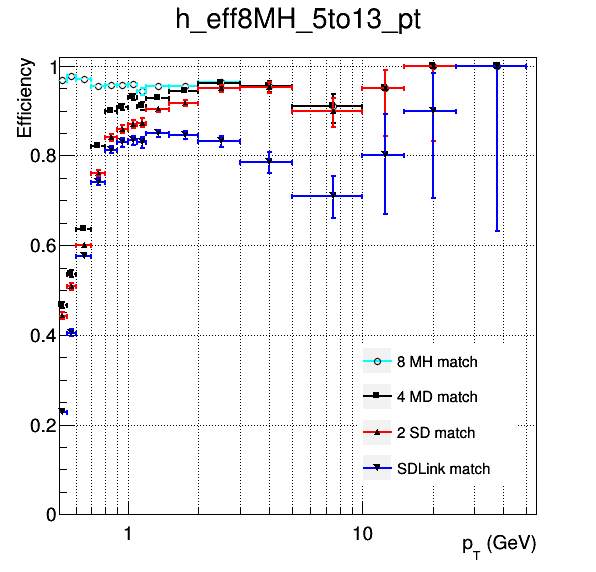 h_eff8MH_5to13_pt
Efficiency
1
0.8
0.6
0.4
0.2
0
8 MH match
4 MD match
2 SD match
SDLink match
1
10
p_T (GeV)